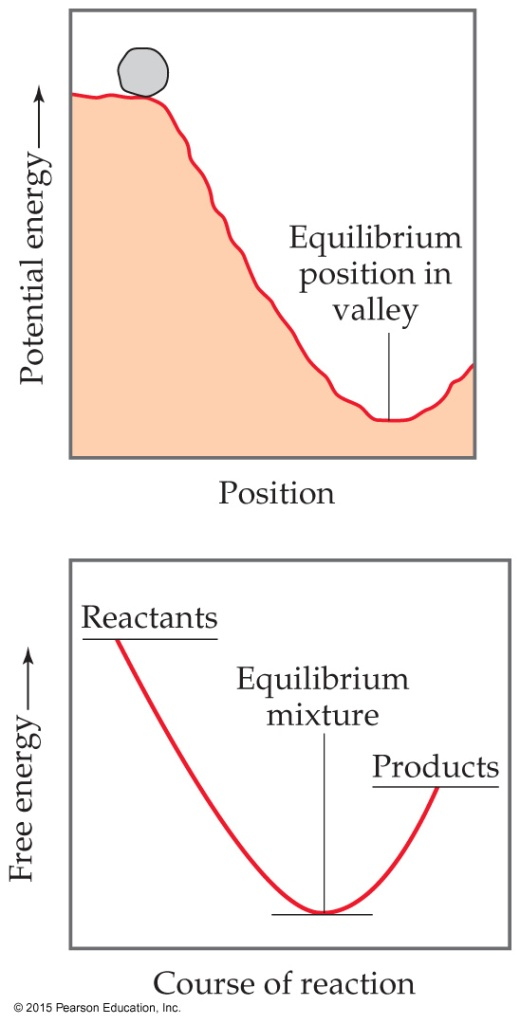 Potential energy
Equilibrium
position in
valley
Position
Reactants
Equilibrium
mixture
Products
Free energy
Course of reaction
© 2015 Pearson Education, Inc.